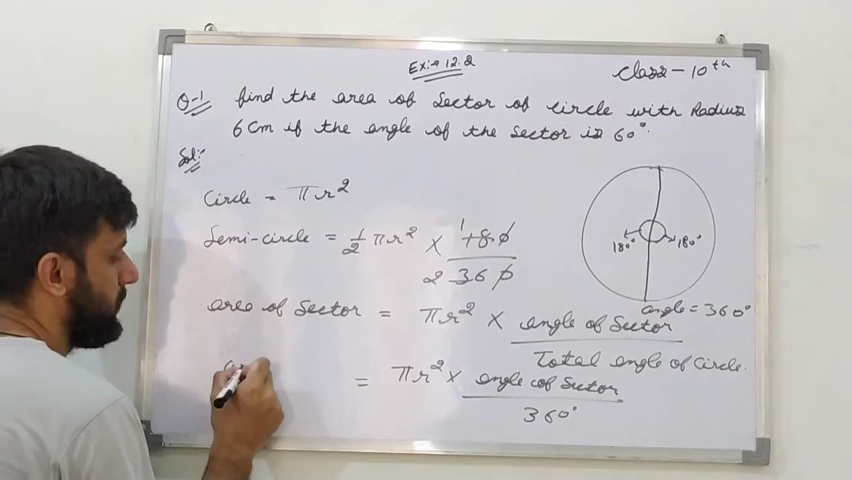 Ex:- 12.2
Class - 10th
Q-1 find the area of Sector of circle with Radius
6 Cm if the angle of the Sector is 60°.
Sol:-
Circle = πr²
Semi-circle = 1/2 πr² × 180/360 1 2
180° 180°
angle = 360°
area of Sector = πr² × angle of Sector / Total angle of Circle.
= πr² × angle of Sector / 360°